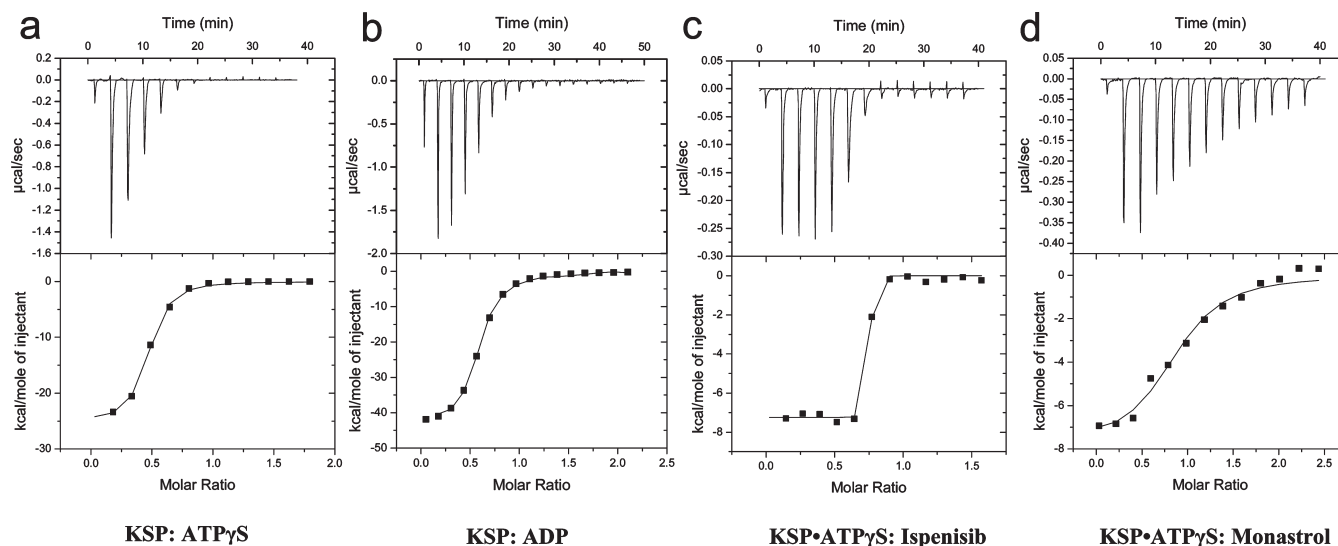 a
Time (min)
0 10 20 30 40
0.0
-0.2
-0.4
-0.6
-0.8
-1.0
-1.2
-1.4
-1.6
µcal/sec
0
-10
-20
-30
kcal/mole of injectant
0.0 0.5 1.0 1.5 2.0
Molar Ratio
KSP: ATPγS
b
Time (min)
0 10 20 30 40 50
0.0
-0.5
-1.0
-1.5
-2.0
µcal/sec
0
-10
-20
-30
-40
-50
kcal/mole of injectant
0.0 0.5 1.0 1.5 2.0 2.5
Molar Ratio
KSP: ADP
c
Time (min)
0 10 20 30 40
0.05
0.00
-0.05
-0.10
-0.15
-0.20
-0.25
-0.30
µcal/sec
0
-2
-4
-6
-8
kcal/mole of injectant
0.0 0.5 1.0 1.5
Molar Ratio
KSP•ATPγS: Ispenisib
d
Time (min)
0 10 20 30 40
0.05
0.00
-0.05
-0.10
-0.15
-0.20
-0.25
-0.30
-0.35
-0.40
µcal/sec
0
-2
-4
-6
-8
kcal/mole of injectant
0.0 0.5 1.0 1.5 2.0 2.5
Molar Ratio
KSP•ATPγS: Monastrol